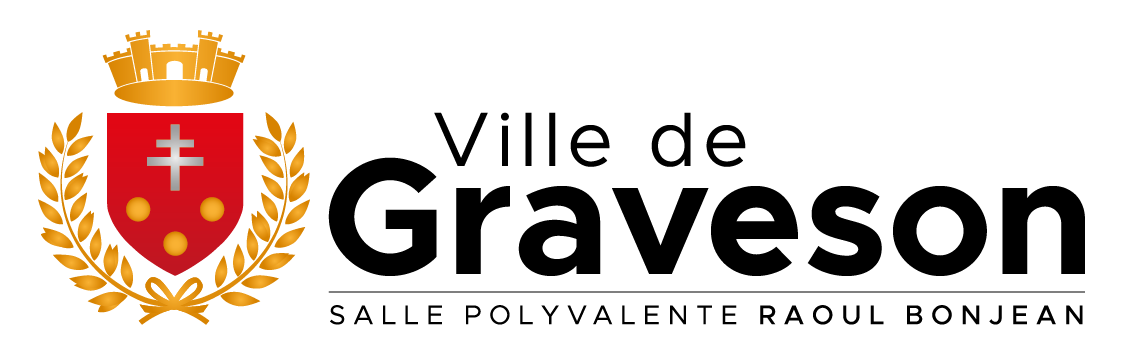 Ville de
Graveson
SALLE POLYVALENTE RAOUL BONJEAN